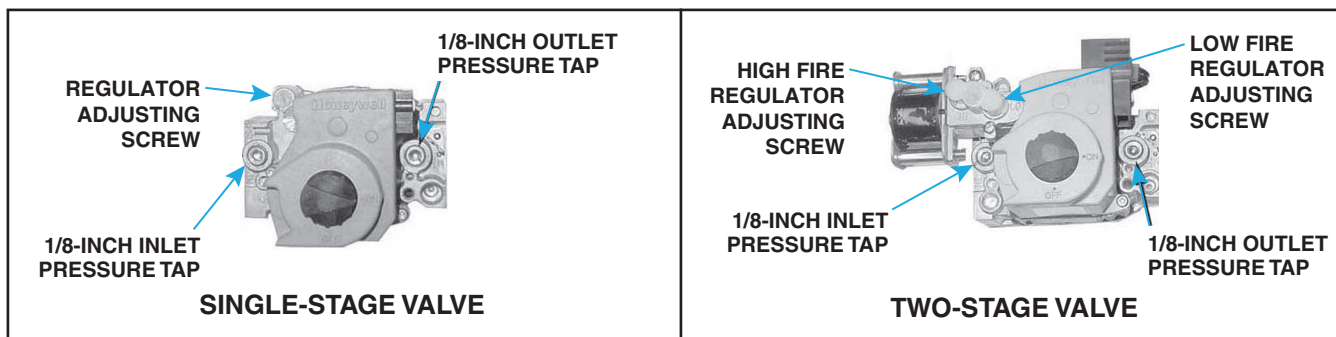 1/8-INCH OUTLET
PRESSURE TAP
REGULATOR
ADJUSTING
SCREW
Honeywell
1/8-INCH INLET
PRESSURE TAP
SINGLE-STAGE VALVE
HIGH FIRE
REGULATOR
ADJUSTING
SCREW
LOW FIRE
REGULATOR
ADJUSTING
SCREW
HI
LO
ON
OFF
1/8-INCH INLET
PRESSURE TAP
1/8-INCH OUTLET
PRESSURE TAP
TWO-STAGE VALVE